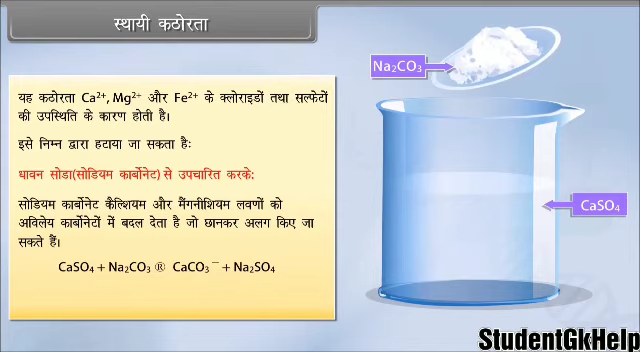 स्थायी कठोरता
Na₂CO₃
यह कठोरता Ca²⁺, Mg²⁺ और Fe²⁺ के क्लोराइडों तथा सल्फेटों
की उपस्थिति के कारण होती है।
इसे निम्न द्वारा हटाया जा सकता है:
धावन सोडा(सोडियम कार्बोनेट) से उपचारित करके:
सोडियम कार्बोनेट कैल्शियम और मैंगनीशियम लवणों को
अविलेय कार्बोनेटों में बदल देता है जो छानकर अलग किए जा
सकते हैं।
CaSO₄ + Na₂CO₃ ® CaCO₃⁻ + Na₂SO₄
CaSO₄
StudentGkHelp